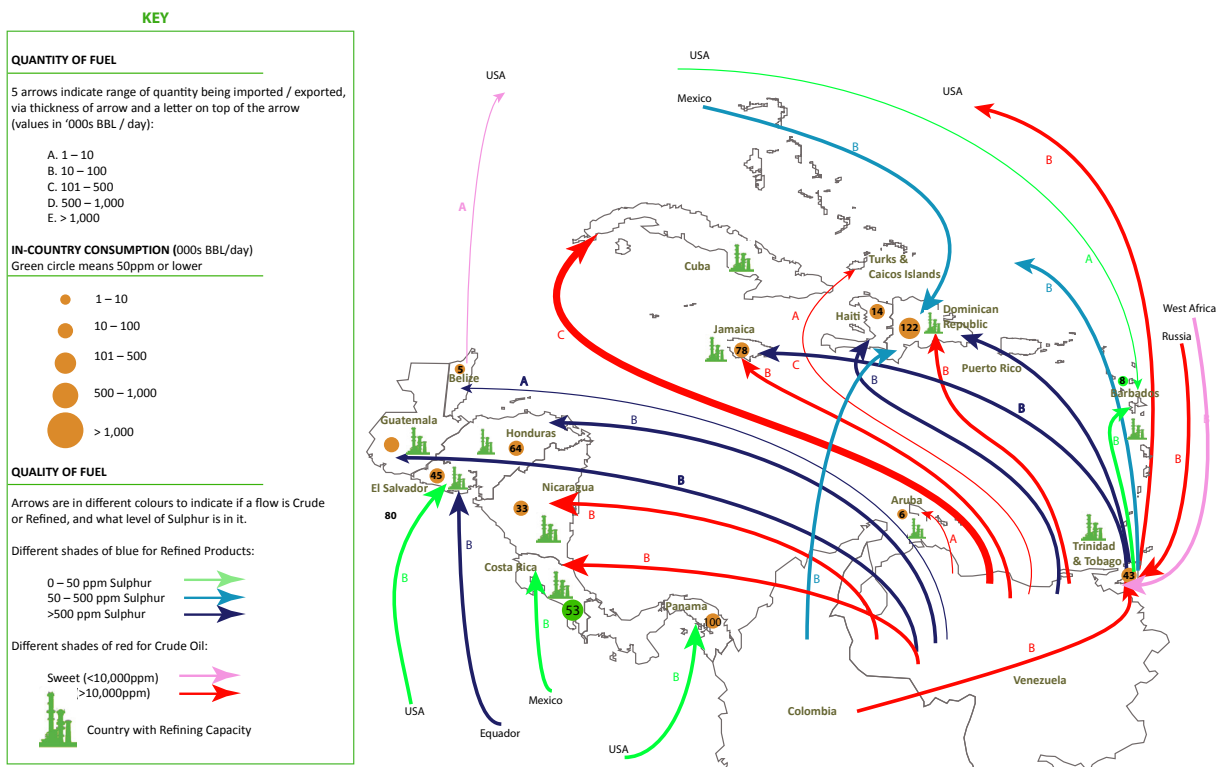 KEY
QUANTITY OF FUEL
5 arrows indicate range of quantity being imported / exported,
via thickness of arrow and a letter on top of the arrow
(values in ‘000s BBL / day):
A. 1 – 10
B. 10 – 100
C. 101 – 500
D. 500 – 1,000
E. > 1,000
IN-COUNTRY CONSUMPTION (000s BBL/day)
Green circle means 50ppm or lower
1 – 10
10 – 100
101 – 500
500 – 1,000
> 1,000
QUALITY OF FUEL
Arrows are in different colours to indicate if a flow is Crude
or Refined, and what level of Sulphur is in it.
Different shades of blue for Refined Products:
0 – 50 ppm Sulphur
50 – 500 ppm Sulphur
>500 ppm Sulphur
Different shades of red for Crude Oil:
Sweet (<10,000ppm)
>10,000ppm)
Country with Refining Capacity
USA
USA
USA
Mexico
B
B
A
A
Cuba
Turks &
Caicos Islands
A
B
West Africa
Russia
Haiti
14
122
Dominican
Republic
Jamaica
78
A
C
B
C
B
B
Puerto Rico
5
Belize
A
8
Barbados
B
B
B
Guatemala
Honduras
64
B
B
El Salvador
45
B
Nicaragua
33
80
B
Aruba
6
A
Trinidad
& Tobago
43
B
B
Costa Rica
B
B
B
53
B
Panama
100
B
B
Venezuela
Mexico
USA
Equador
USA
Colombia